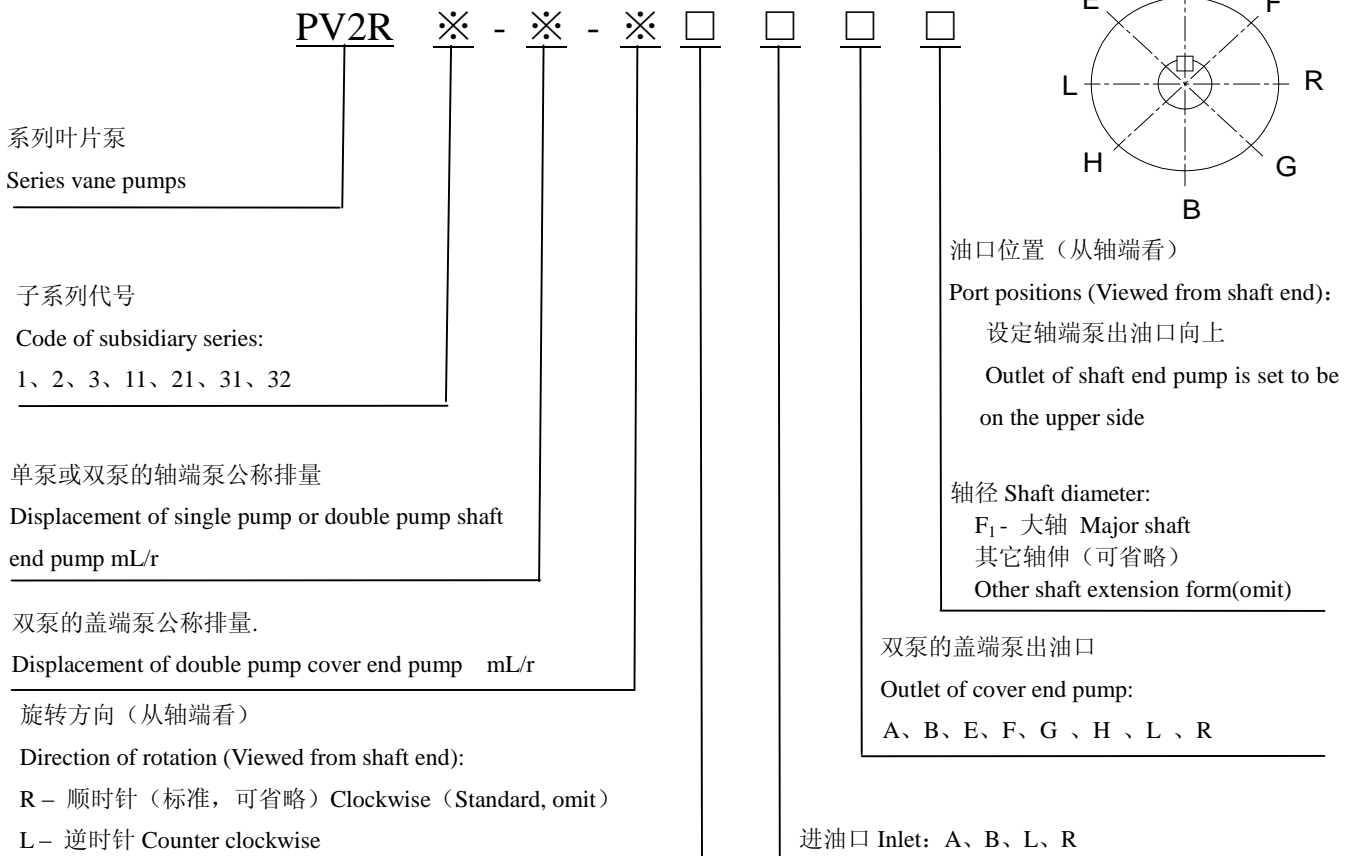 PV2R ※ - ※ - ※ □ □ □ □
E
F
L
R
H
G
B
系列叶片泵
Series vane pumps
子系列代号
Code of subsidiary series:
1、2、3、11、21、31、32
单泵或双泵的轴端泵公称排量
Displacement of single pump or double pump shaft
end pump mL/r
双泵的盖端泵公称排量.
Displacement of double pump cover end pump mL/r
旋转方向（从轴端看）
Direction of rotation (Viewed from shaft end):
R – 顺时针（标准，可省略）Clockwise（Standard, omit）
L – 逆时针 Counter clockwise
油口位置（从轴端看）
Port positions (Viewed from shaft end)：
设定轴端泵出油口向上
Outlet of shaft end pump is set to be
on the upper side
轴径 Shaft diameter:
F₁ - 大轴 Major shaft
其它轴伸（可省略）
Other shaft extension form(omit)
双泵的盖端泵出油口
Outlet of cover end pump:
A、B、E、F、G 、H 、L 、R
进油口 Inlet：A、B、L、R